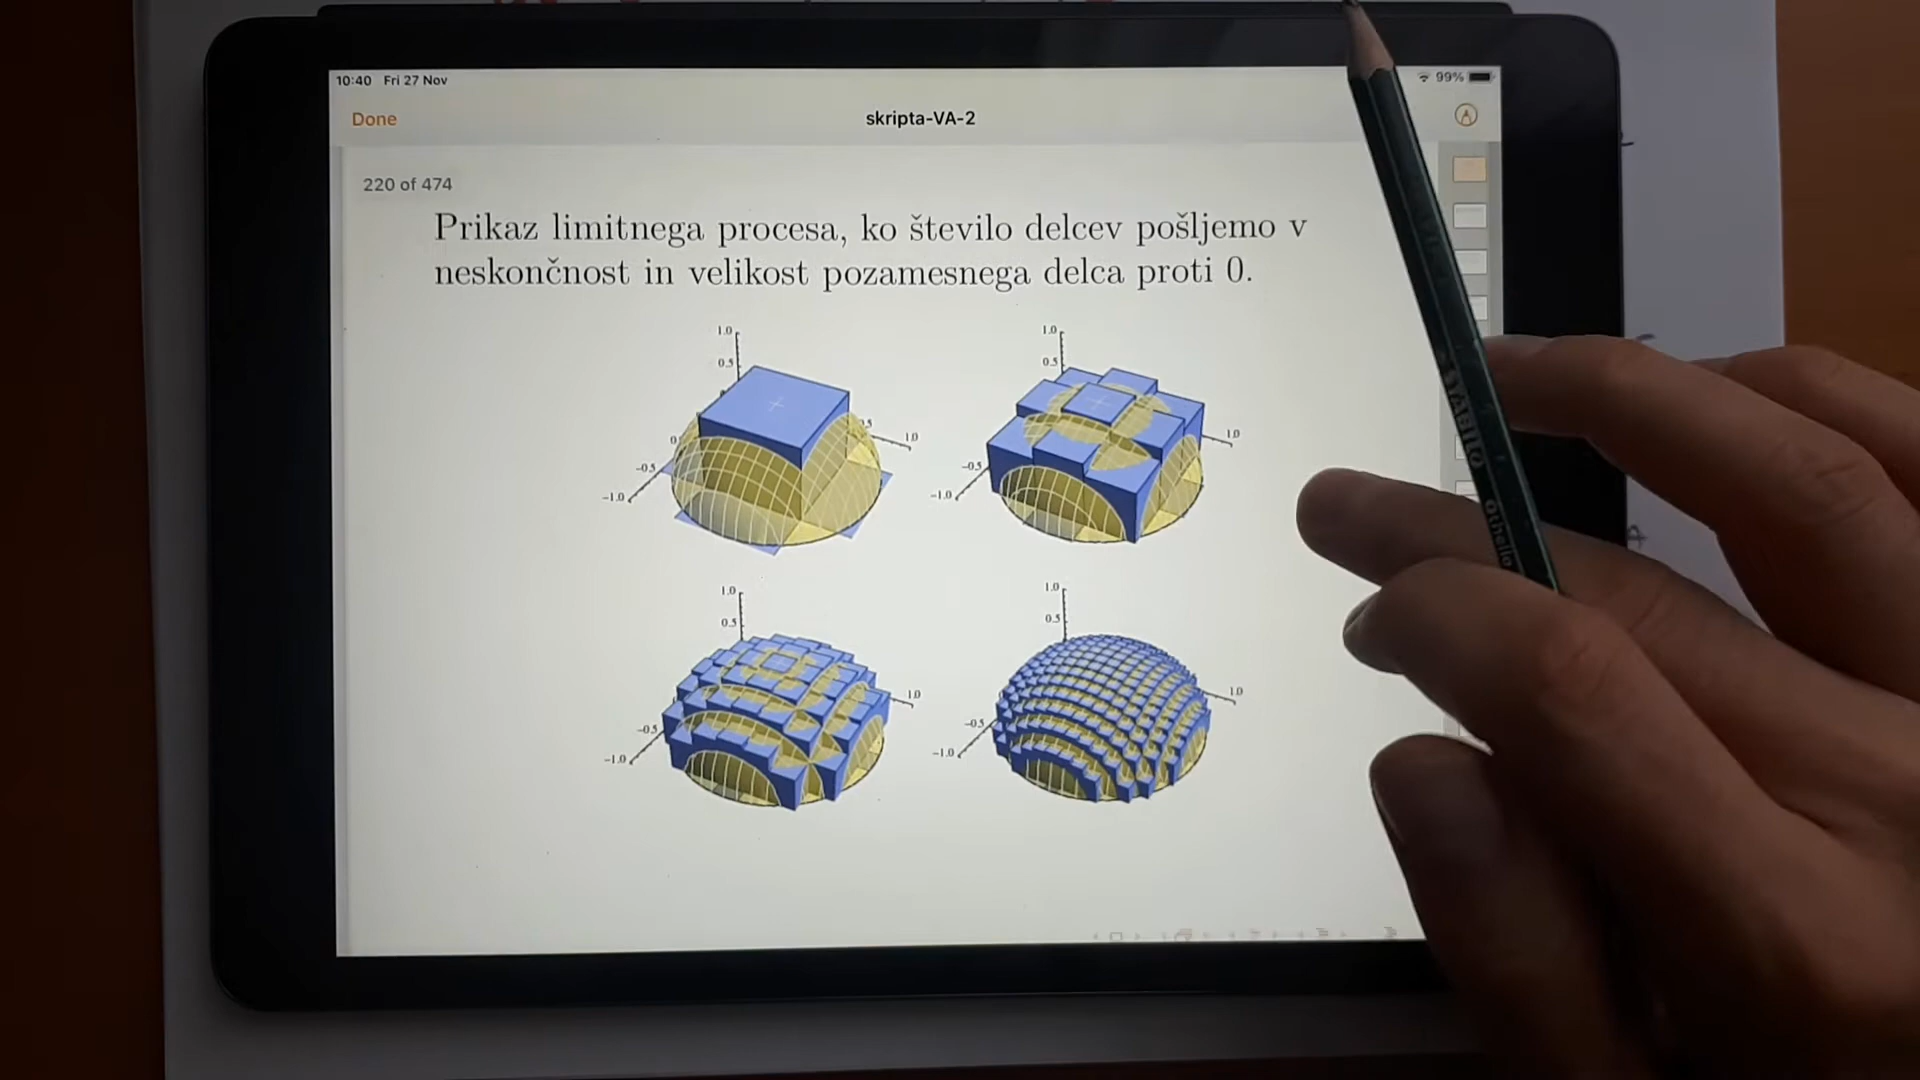 10:40 Fri 27 Nov
99%
Done
skripta-VA-2
220 of 474
Prikaz limitnega procesa, ko število delcev pošljemo v
neskončnost in velikost pozamesnega delca proti 0.
1.0
0.5
0
-0.5
-1.0
1.0
1.0
0.5
-0.5
-1.0
1.0
1.0
0.5
-0.5
-1.0
1.0
1.0
0.5
-0.5
-1.0
1.0
STABILO
Othello